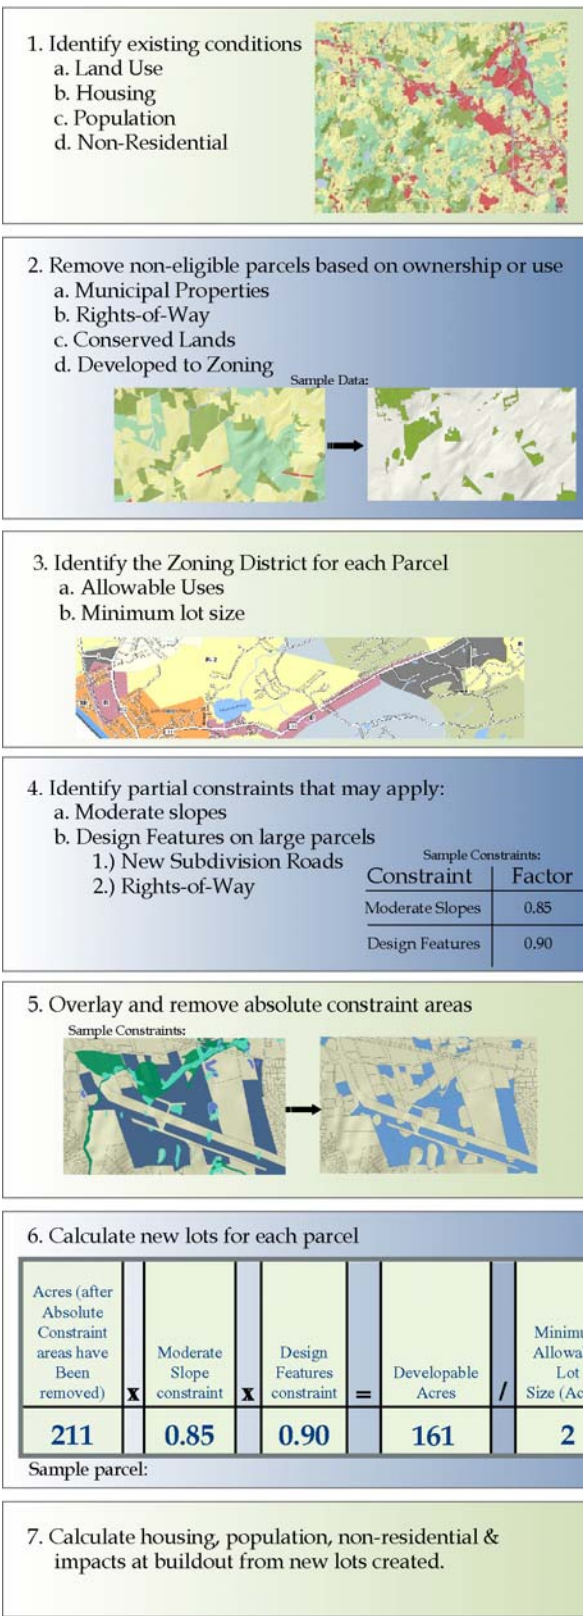 1. Identify existing conditions
a. Land Use
b. Housing
c. Population
d. Non-Residential
2. Remove non-eligible parcels based on ownership or use
a. Municipal Properties
b. Rights-of-Way
c. Conserved Lands
d. Developed to Zoning
Sample Data:
3. Identify the Zoning District for each Parcel
a. Allowable Uses
b. Minimum lot size
4. Identify partial constraints that may apply:
a. Moderate slopes
b. Design Features on large parcels
1.) New Subdivision Roads
2.) Rights-of-Way
Sample Constraints:
Constraint Factor
Moderate Slopes 0.85
Design Features 0.90
5. Overlay and remove absolute constraint areas
Sample Constraints:
6. Calculate new lots for each parcel
Acres (after
Absolute
Constraint
areas have
Been
removed)
x
Moderate
Slope
constraint
x
Design
Features
constraint
=
Developable
Acres
/
Minimu
Allowa
Lot
Size (Ac
211 0.85 0.90 161 2
Sample parcel:
7. Calculate housing, population, non-residential &
impacts at buildout from new lots created.